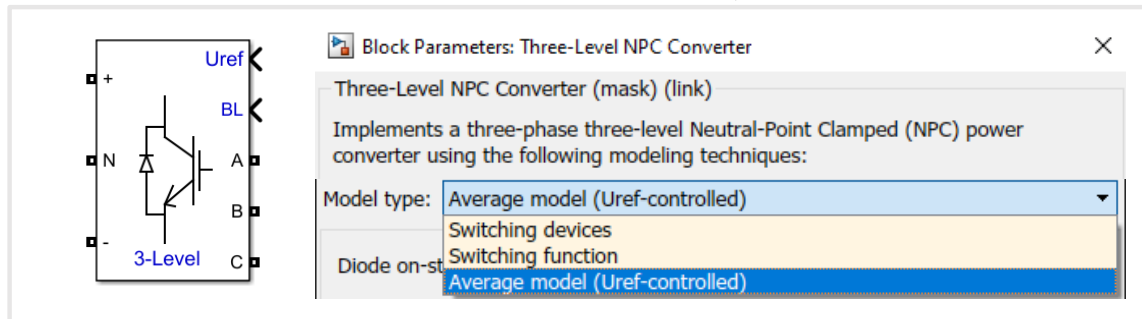 Uref
+
BL
N
A
B
-
3-Level
C
Block Parameters: Three-Level NPC Converter
Three-Level NPC Converter (mask) (link)
Implements a three-phase three-level Neutral-Point Clamped (NPC) power
converter using the following modeling techniques:
Model type: Average model (Uref-controlled)
Switching devices
Switching function
Average model (Uref-controlled)
Diode on-st